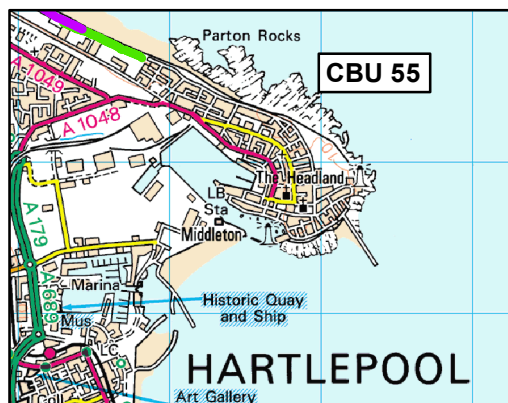 Parton Rocks
CBU 55
A 1049
A 1048
The Headland
LB
Sta
Middleton
A 179
A 689
Marina
Historic Quay
and Ship
Mus
LC
HARTLEPOOL
Art Gallery
Coll